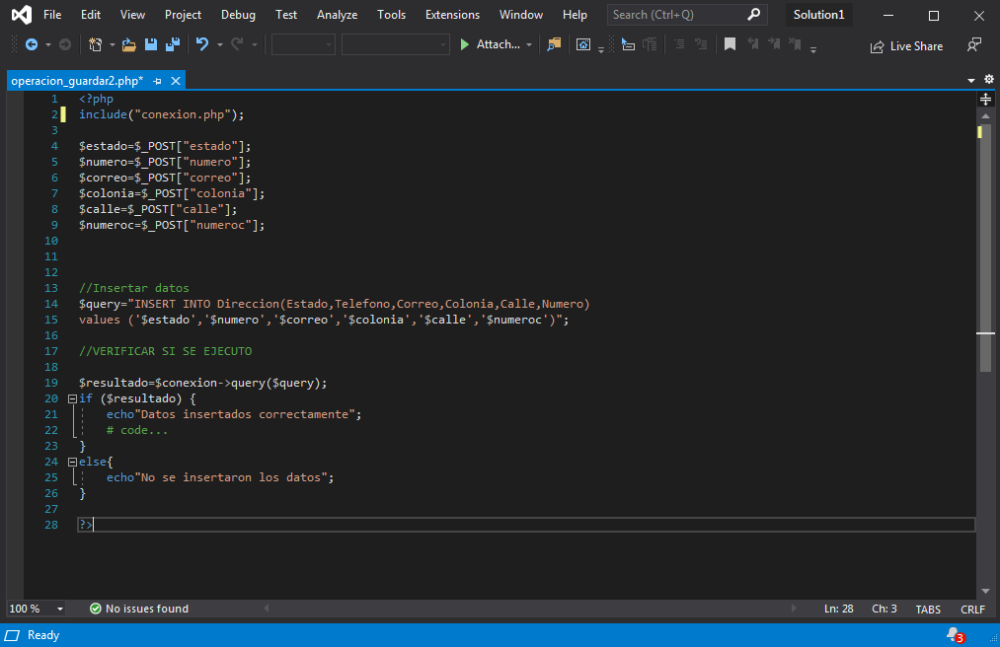 File Edit View Project Debug Test Analyze Tools Extensions Window Help Search (Ctrl+Q) Solution1
Attach... Live Share
operacion_guardar2.php*
1 <?php
2 include("conexion.php");
3
4 $estado=$_POST["estado"];
5 $numero=$_POST["numero"];
6 $correo=$_POST["correo"];
7 $colonia=$_POST["colonia"];
8 $calle=$_POST["calle"];
9 $numeroc=$_POST["numeroc"];
10
11
12
13 //Insertar datos
14 $query="INSERT INTO Direccion(Estado,Telefono,Correo,Colonia,Calle,Numero)
15 values ('$estado','$numero','$correo','$colonia','$calle','$numeroc')";
16
17 //VERIFICAR SI SE EJECUTO
18
19 $resultado=$conexion->query($query);
20 if ($resultado) {
21 echo"Datos insertados correctamente";
22 # code...
23 }
24 else{
25 echo"No se insertaron los datos";
26 }
27
28 ?>
100 % No issues found Ln: 28 Ch: 3 TABS CRLF
Ready 3